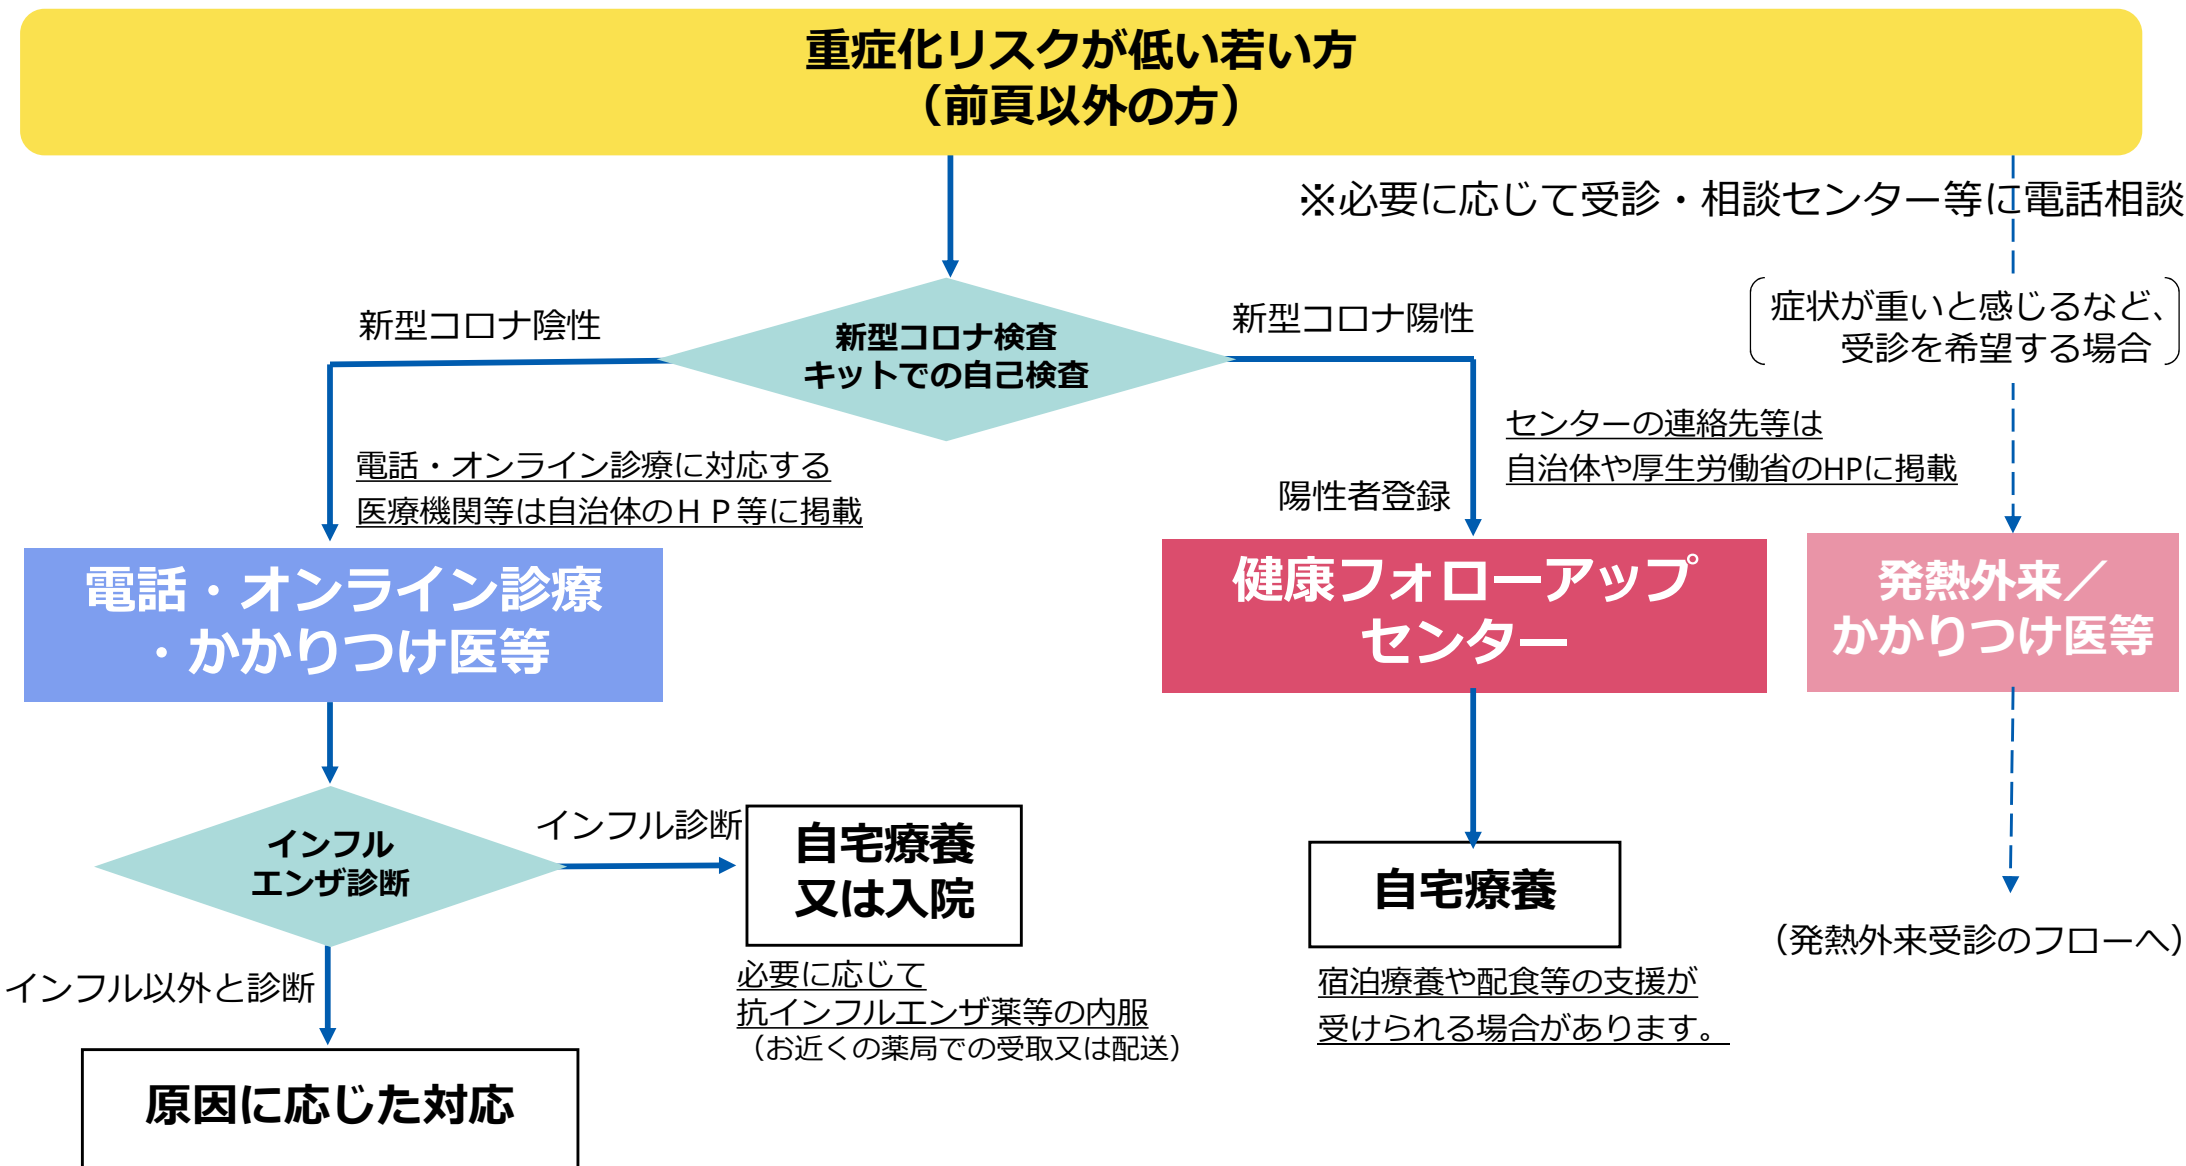 重症化リスクが低い若い方
（前頁以外の方）
※必要に応じて受診・相談センター等に電話相談
症状が重いと感じるなど、
受診を希望する場合
新型コロナ陰性
新型コロナ検査
キットでの自己検査
新型コロナ陽性
センターの連絡先等は
自治体や厚生労働省のHPに掲載
電話・オンライン診療に対応する
医療機関等は自治体のＨＰ等に掲載
陽性者登録
電話・オンライン診療
・かかりつけ医等
健康フォローアップ
センター
発熱外来／
かかりつけ医等
インフル
エンザ診断
インフル診断
自宅療養
又は入院
必要に応じて
抗インフルエンザ薬等の内服
（お近くの薬局での受取又は配送）
自宅療養
宿泊療養や配食等の支援が
受けられる場合があります。
（発熱外来受診のフローへ）
インフル以外と診断
原因に応じた対応